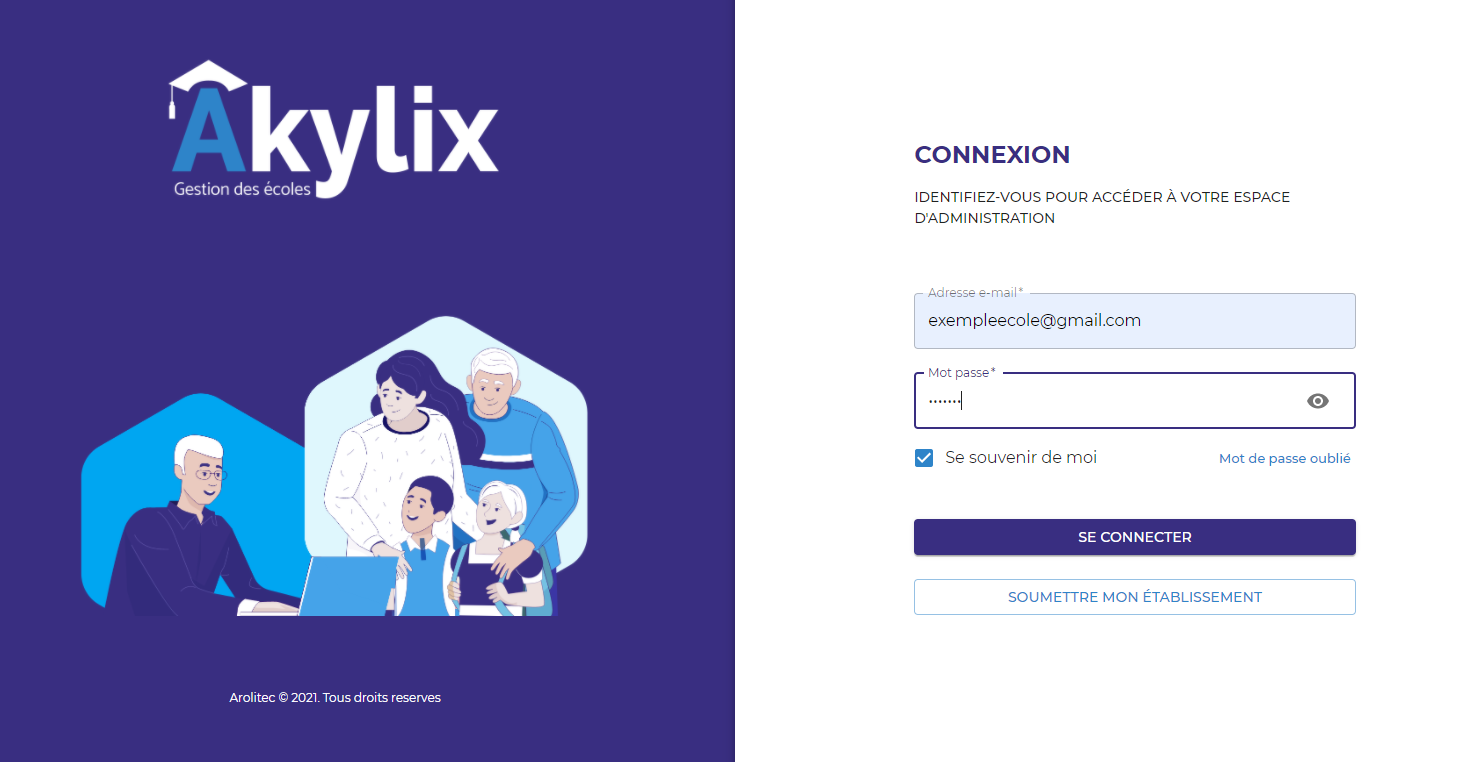 Akylix
Gestion des écoles
Arolitec © 2021. Tous droits reserves
CONNEXION
IDENTIFIEZ-VOUS POUR ACCÉDER À VOTRE ESPACE
D'ADMINISTRATION
Adresse e-mail*
exempleecole@gmail.com
Mot passe*
•••••••
Se souvenir de moi
Mot de passe oublié
SE CONNECTER
SOUMETTRE MON ÉTABLISSEMENT